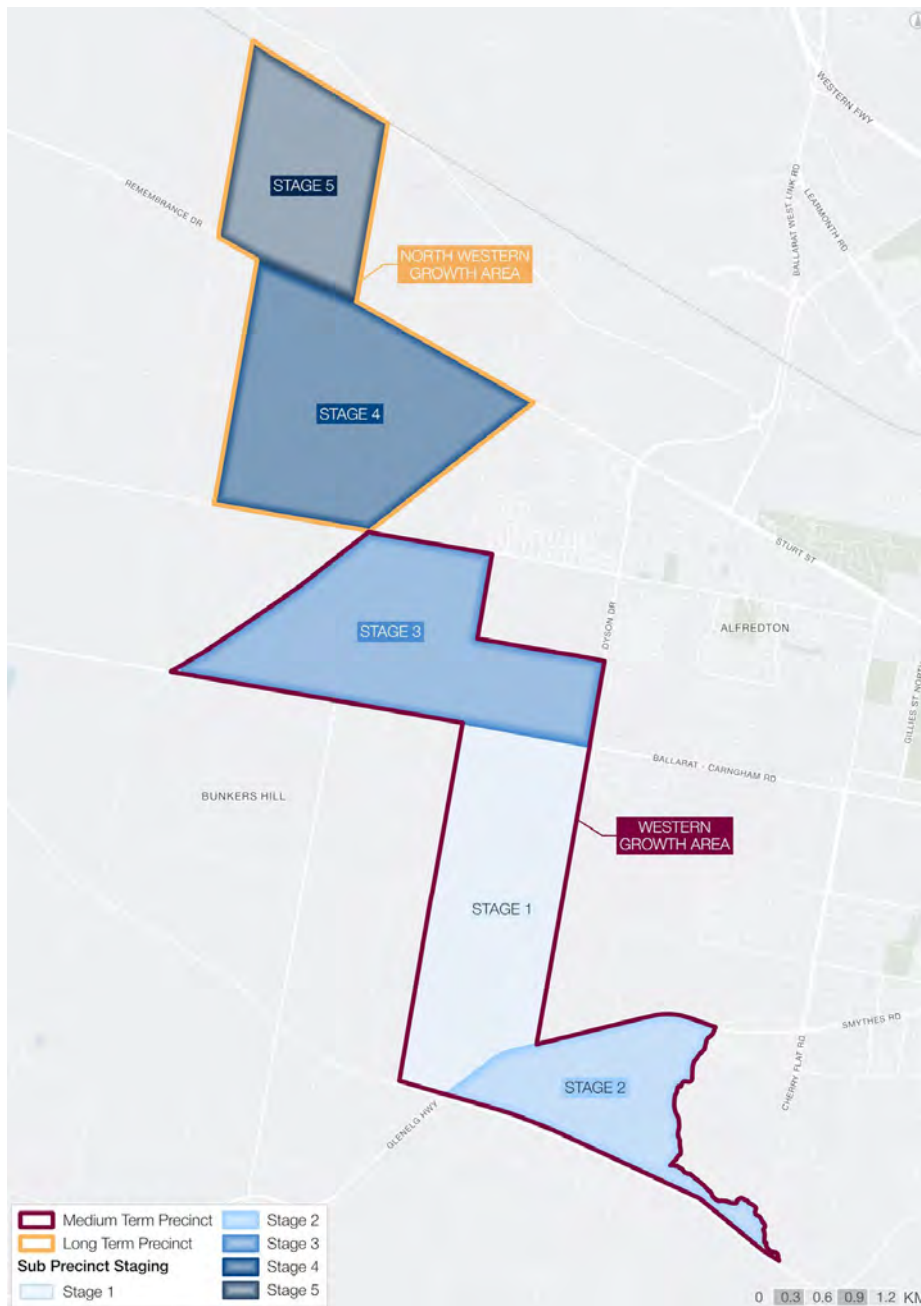 WESTERN FWY
BALLARAT WEST LINK RD
LEARMONTH RD
STAGE 5
REMEMBRANCE DR
NORTH WESTERN
GROWTH AREA
STAGE 4
STURT ST
DYSON DR
STAGE 3
ALFREDTON
GILLIES ST NORTH
BALLARAT - CARNGHAM RD
BUNKERS HILL
WESTERN
GROWTH AREA
STAGE 1
SMYTHES RD
CHERRY FLAT RD
STAGE 2
GLENELG HWY
Medium Term Precinct
Long Term Precinct
Sub Precinct Staging
Stage 1
Stage 2
Stage 3
Stage 4
Stage 5
0 0.3 0.6 0.9 1.2 KM